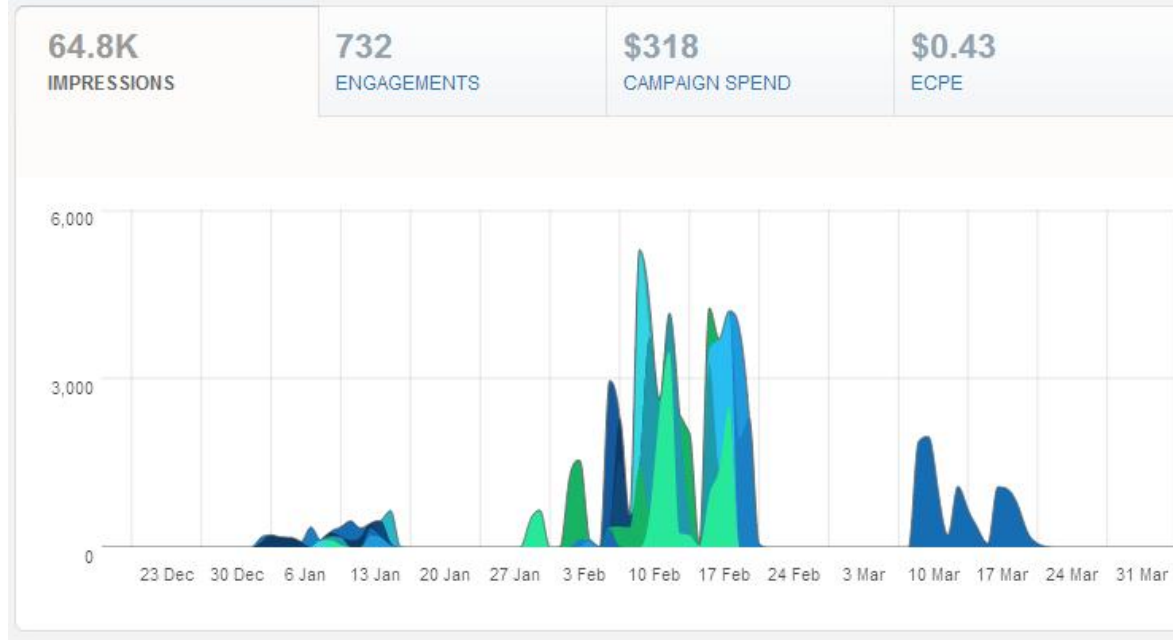 64.8K 732 $318 $0.43
IMPRESSIONS ENGAGEMENTS CAMPAIGN SPEND ECPE
6,000
3,000
0
23 Dec 30 Dec 6 Jan 13 Jan 20 Jan 27 Jan 3 Feb 10 Feb 17 Feb 24 Feb 3 Mar 10 Mar 17 Mar 24 Mar 31 Mar